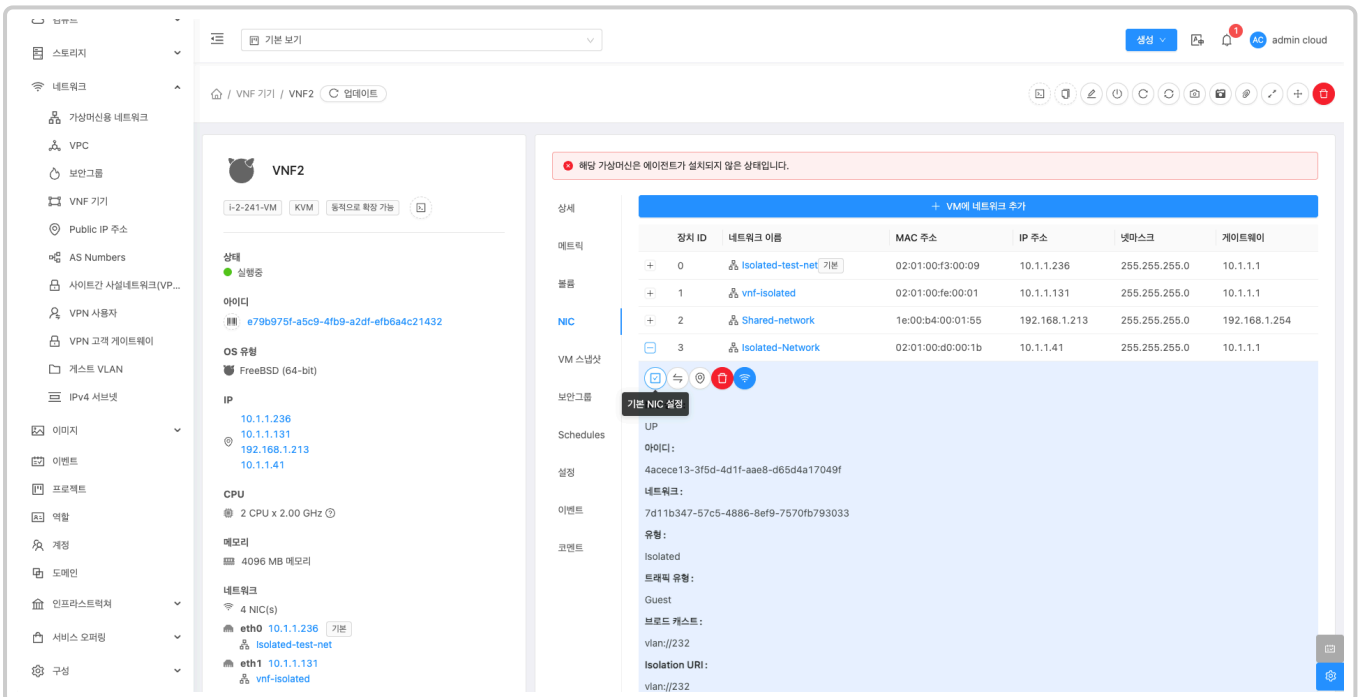 컴퓨트
스토리지
네트워크
가상머신용 네트워크
VPC
보안그룹
VNF 기기
Public IP 주소
AS Numbers
사이트간 사설네트워크(VP...
VPN 사용자
VPN 고객 게이트웨이
게스트 VLAN
IPv4 서브넷
이미지
이벤트
프로젝트
역할
계정
도메인
인프라스트럭쳐
서비스 오퍼링
구성
기본 보기
생성
1
AC admin cloud
/ VNF 기기 / VNF2 업데이트
VNF2
i-2-241-VM KVM 동적으로 확장 가능
상태
실행중
아이디
e79b975f-a5c9-4fb9-a2df-efb6a4c21432
OS 유형
FreeBSD (64-bit)
IP
10.1.1.236
10.1.1.131
192.168.1.213
10.1.1.41
CPU
2 CPU x 2.00 GHz
메모리
4096 MB 메모리
네트워크
4 NIC(s)
eth0 10.1.1.236 기본
Isolated-test-net
eth1 10.1.1.131
vnf-isolated
해당 가상머신은 에이전트가 설치되지 않은 상태입니다.
상세
메트릭
볼륨
NIC
VM 스냅샷
보안그룹
Schedules
설정
이벤트
코멘트
+ VM에 네트워크 추가
장치 ID 네트워크 이름 MAC 주소 IP 주소 넷마스크 게이트웨이
0 Isolated-test-net 기본 02:01:00:f3:00:09 10.1.1.236 255.255.255.0 10.1.1.1
1 vnf-isolated 02:01:00:fe:00:01 10.1.1.131 255.255.255.0 10.1.1.1
2 Shared-network 1e:00:b4:00:01:55 192.168.1.213 255.255.255.0 192.168.1.254
3 Isolated-Network 02:01:00:d0:00:1b 10.1.1.41 255.255.255.0 10.1.1.1
기본 NIC 설정
UP
아이디 :
4acece13-3f5d-4d1f-aae8-d65d4a17049f
네트워크 :
7d11b347-57c5-4886-8ef9-7570fb793033
유형 :
Isolated
트래픽 유형 :
Guest
브로드 캐스트 :
vlan://232
Isolation URI :
vlan://232